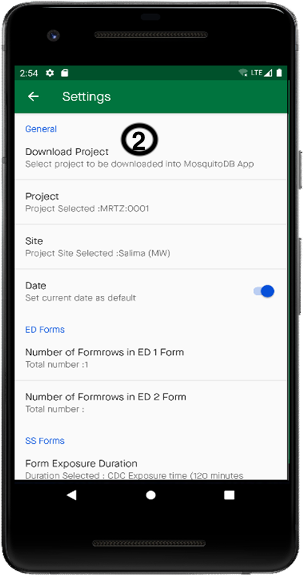 2:54 LTE
Settings
General
2
Download Project
Select project to be downloaded into MosquitoDB App
Project
Project Selected :MRTZ:0001
Site
Project Site Selected :Salima (MW)
Date
Set current date as default
ED Forms
Number of Formrows in ED 1 Form
Total number :1
Number of Formrows in ED 2 Form
Total number :
SS Forms
Form Exposure Duration
Duration Selected : CDC Exposure time (120 minutes